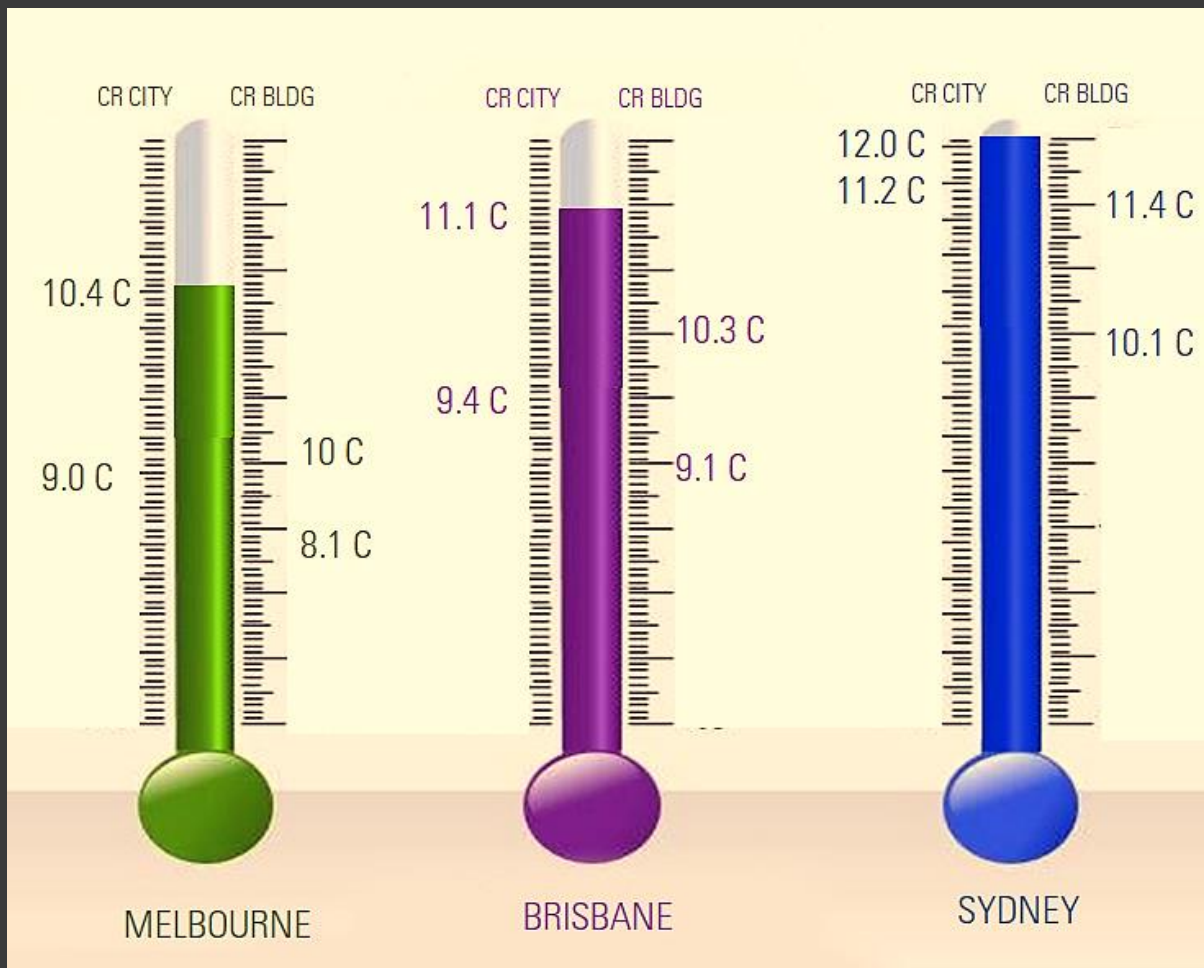 CR CITY CR BLDG
10.4 C
10 C
9.0 C
8.1 C
MELBOURNE
CR CITY CR BLDG
11.1 C
10.3 C
9.4 C
9.1 C
BRISBANE
CR CITY CR BLDG
12.0 C
11.2 C
11.4 C
10.1 C
SYDNEY